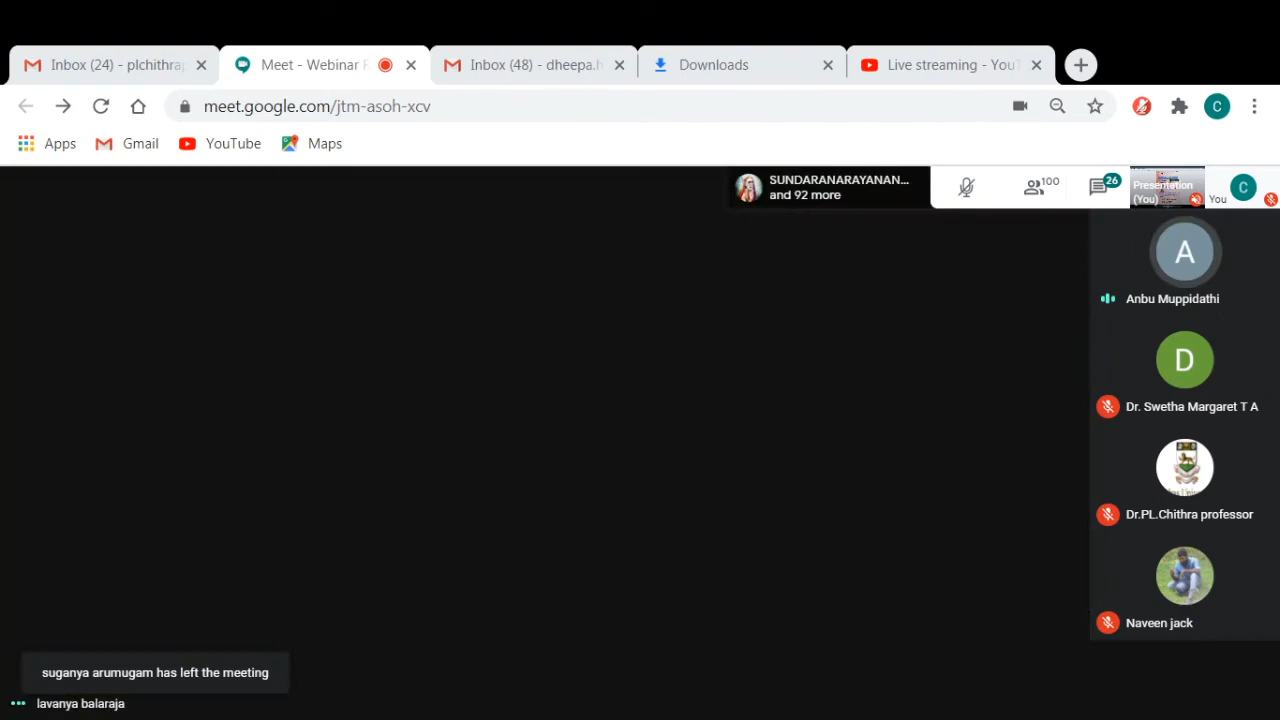 Inbox (24) - plchithrap
Meet - Webinar R
Inbox (48) - dheepa.h
Downloads
Live streaming - YouT
meet.google.com/jtm-asoh-xcv
C
Apps
Gmail
YouTube
Maps
SUNDARANARAYANAN...
and 92 more
100
26
Presentation
(You)
You
C
A
Anbu Muppidathi
D
Dr. Swetha Margaret T A
Dr.PL.Chithra professor
Naveen jack
suganya arumugam has left the meeting
lavanya balaraja